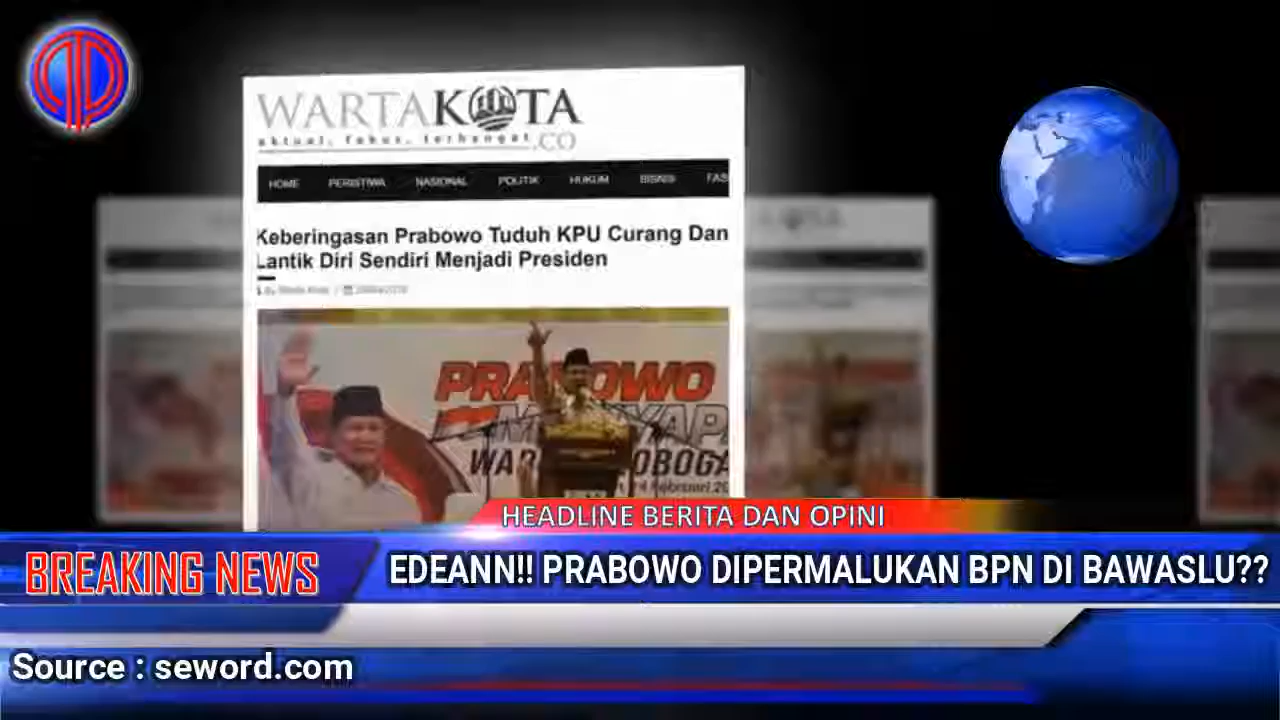 WARTAKOTA
aktual, fokus, terhangat
.CO
HOME PERISTIWA NASIONAL POLITIK HUKUM BISNIS FAS
Keberingasan Prabowo Tuduh KPU Curang Dan
Lantik Diri Sendiri Menjadi Presiden
PRABOWO
HEADLINE BERITA DAN OPINI
BREAKING NEWS
EDEANN!! PRABOWO DIPERMALUKAN BPN DI BAWASLU??
Source : seword.com